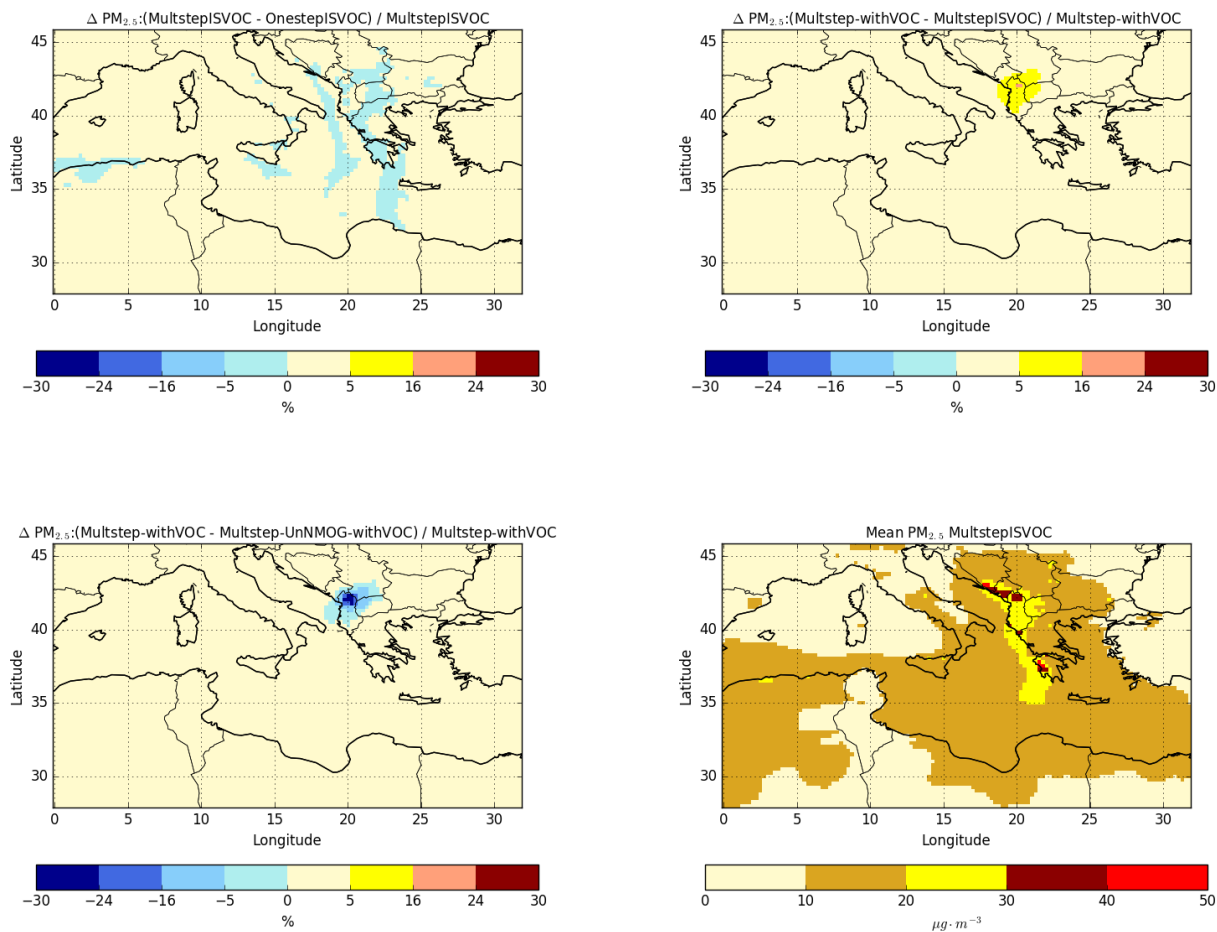 Δ PM₂.₅:(MultstepISVOC - OnestepISVOC) / MultstepISVOC
45
40
35
30
Latitude
0 5 10 15 20 25 30
Longitude
−30 −24 −16 −5 0 5 16 24 30
%
Δ PM₂.₅:(Multstep-withVOC - MultstepISVOC) / Multstep-withVOC
45
40
35
30
Latitude
0 5 10 15 20 25 30
Longitude
−30 −24 −16 −5 0 5 16 24 30
%
Δ PM₂.₅:(Multstep-withVOC - Multstep-UnNMOG-withVOC) / Multstep-withVOC
45
40
35
30
Latitude
0 5 10 15 20 25 30
Longitude
−30 −24 −16 −5 0 5 16 24 30
%
Mean PM₂.₅ MultstepISVOC
45
40
35
30
Latitude
0 5 10 15 20 25 30
Longitude
0 10 20 30 40 50
μg·m⁻³